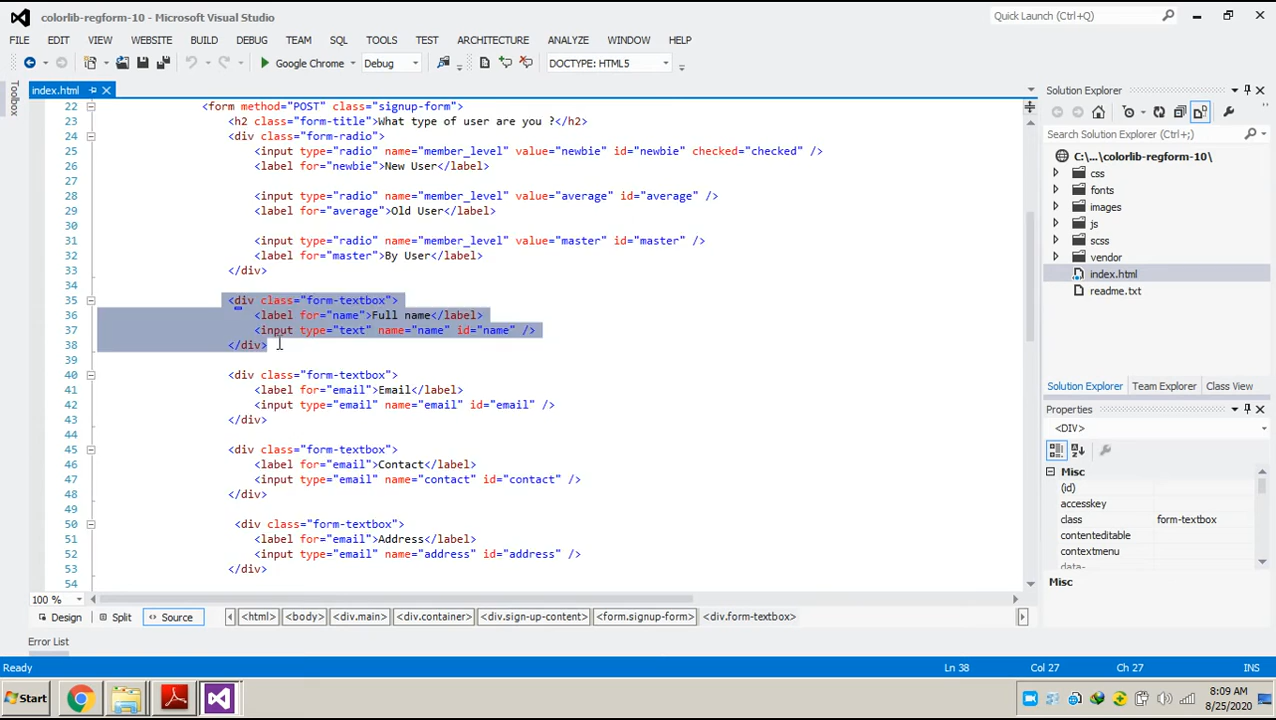 colorlib-regform-10 - Microsoft Visual Studio
Quick Launch (Ctrl+Q)
FILE EDIT VIEW WEBSITE BUILD DEBUG TEAM SQL TOOLS TEST ARCHITECTURE ANALYZE WINDOW HELP
Google Chrome Debug DOCTYPE: HTML5
Toolbox
index.html
22 <form method="POST" class="signup-form">
23 <h2 class="form-title">What type of user are you ?</h2>
24 <div class="form-radio">
25 <input type="radio" name="member_level" value="newbie" id="newbie" checked="checked" />
26 <label for="newbie">New User</label>
27
28 <input type="radio" name="member_level" value="average" id="average" />
29 <label for="average">Old User</label>
30
31 <input type="radio" name="member_level" value="master" id="master" />
32 <label for="master">By User</label>
33 </div>
34
35 <div class="form-textbox">
36 <label for="name">Full name</label>
37 <input type="text" name="name" id="name" />
38 </div>
39
40 <div class="form-textbox">
41 <label for="email">Email</label>
42 <input type="email" name="email" id="email" />
43 </div>
44
45 <div class="form-textbox">
46 <label for="email">Contact</label>
47 <input type="email" name="contact" id="contact" />
48 </div>
49
50 <div class="form-textbox">
51 <label for="email">Address</label>
52 <input type="email" name="address" id="address" />
53 </div>
54
100 %
Design Split Source <html> <body> <div.main> <div.container> <div.sign-up-content> <form.signup-form> <div.form-textbox>
Error List
Solution Explorer
Search Solution Explorer (Ctrl+;)
C:\...\colorlib-regform-10\
css
fonts
images
js
scss
vendor
index.html
readme.txt
Solution Explorer Team Explorer Class View
Properties
<DIV>
Misc
(id)
accesskey
class form-textbox
contenteditable
contextmenu
data-
Misc
Ready Ln 38 Col 27 Ch 27 INS
Start
8:09 AM
8/25/2020